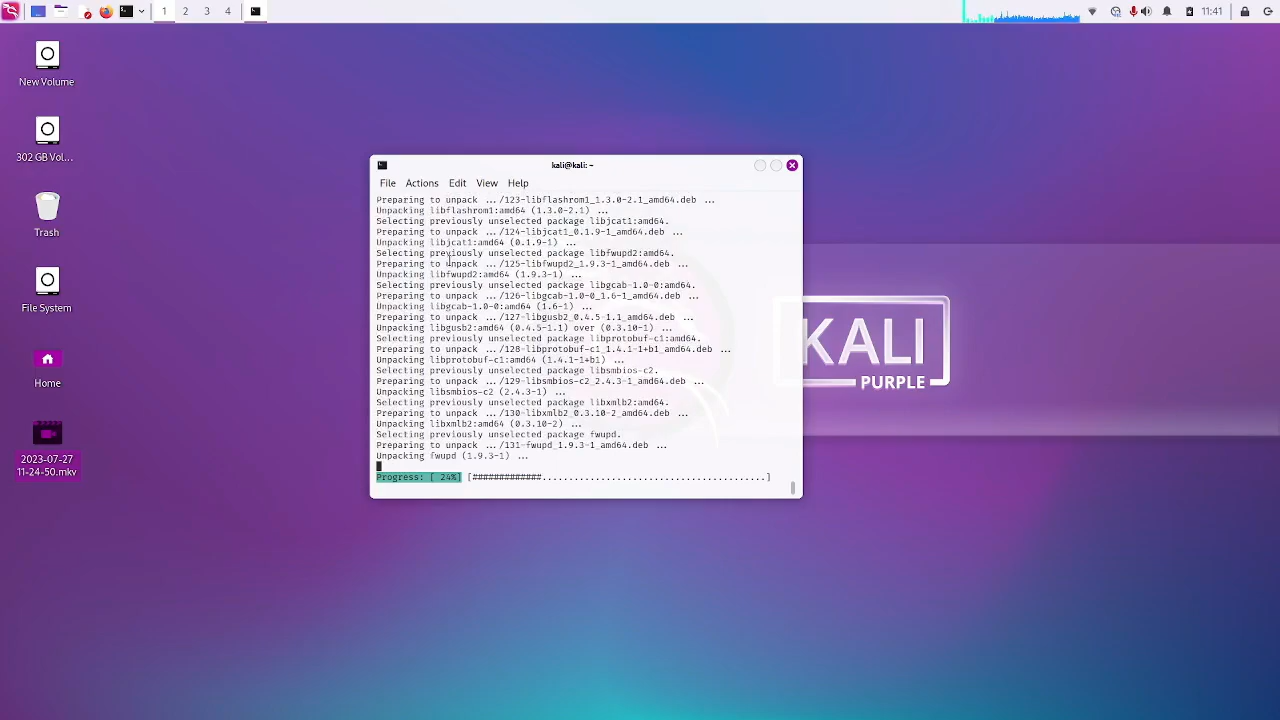 1 2 3 4
11:41
New Volume
302 GB Vol...
Trash
File System
Home
2023-07-27
11-24-50.mkv
kali@kali: ~
File Actions Edit View Help
Preparing to unpack .../123-libflashrom1_1.3.0-2.1_amd64.deb ...
Unpacking libflashrom1:amd64 (1.3.0-2.1) ...
Selecting previously unselected package libjcat1:amd64.
Preparing to unpack .../124-libjcat1_0.1.9-1_amd64.deb ...
Unpacking libjcat1:amd64 (0.1.9-1) ...
Selecting previously unselected package libfwupd2:amd64.
Preparing to unpack .../125-libfwupd2_1.9.3-1_amd64.deb ...
Unpacking libfwupd2:amd64 (1.9.3-1) ...
Selecting previously unselected package libgcab-1.0-0:amd64.
Preparing to unpack .../126-libgcab-1.0-0_1.6-1_amd64.deb ...
Unpacking libgcab-1.0-0:amd64 (1.6-1) ...
Preparing to unpack .../127-libgusb2_0.4.5-1.1_amd64.deb ...
Unpacking libgusb2:amd64 (0.4.5-1.1) over (0.3.10-1) ...
Selecting previously unselected package libprotobuf-c1:amd64.
Preparing to unpack .../128-libprotobuf-c1_1.4.1-1+b1_amd64.deb ...
Unpacking libprotobuf-c1:amd64 (1.4.1-1+b1) ...
Selecting previously unselected package libsmbios-c2.
Preparing to unpack .../129-libsmbios-c2_2.4.3-1_amd64.deb ...
Unpacking libsmbios-c2 (2.4.3-1) ...
Selecting previously unselected package libxmlb2:amd64.
Preparing to unpack .../130-libxmlb2_0.3.10-2_amd64.deb ...
Unpacking libxmlb2:amd64 (0.3.10-2) ...
Selecting previously unselected package fwupd.
Preparing to unpack .../131-fwupd_1.9.3-1_amd64.deb ...
Unpacking fwupd (1.9.3-1) ...
Progress: [ 24%] [#############..........................................]
KALI
PURPLE